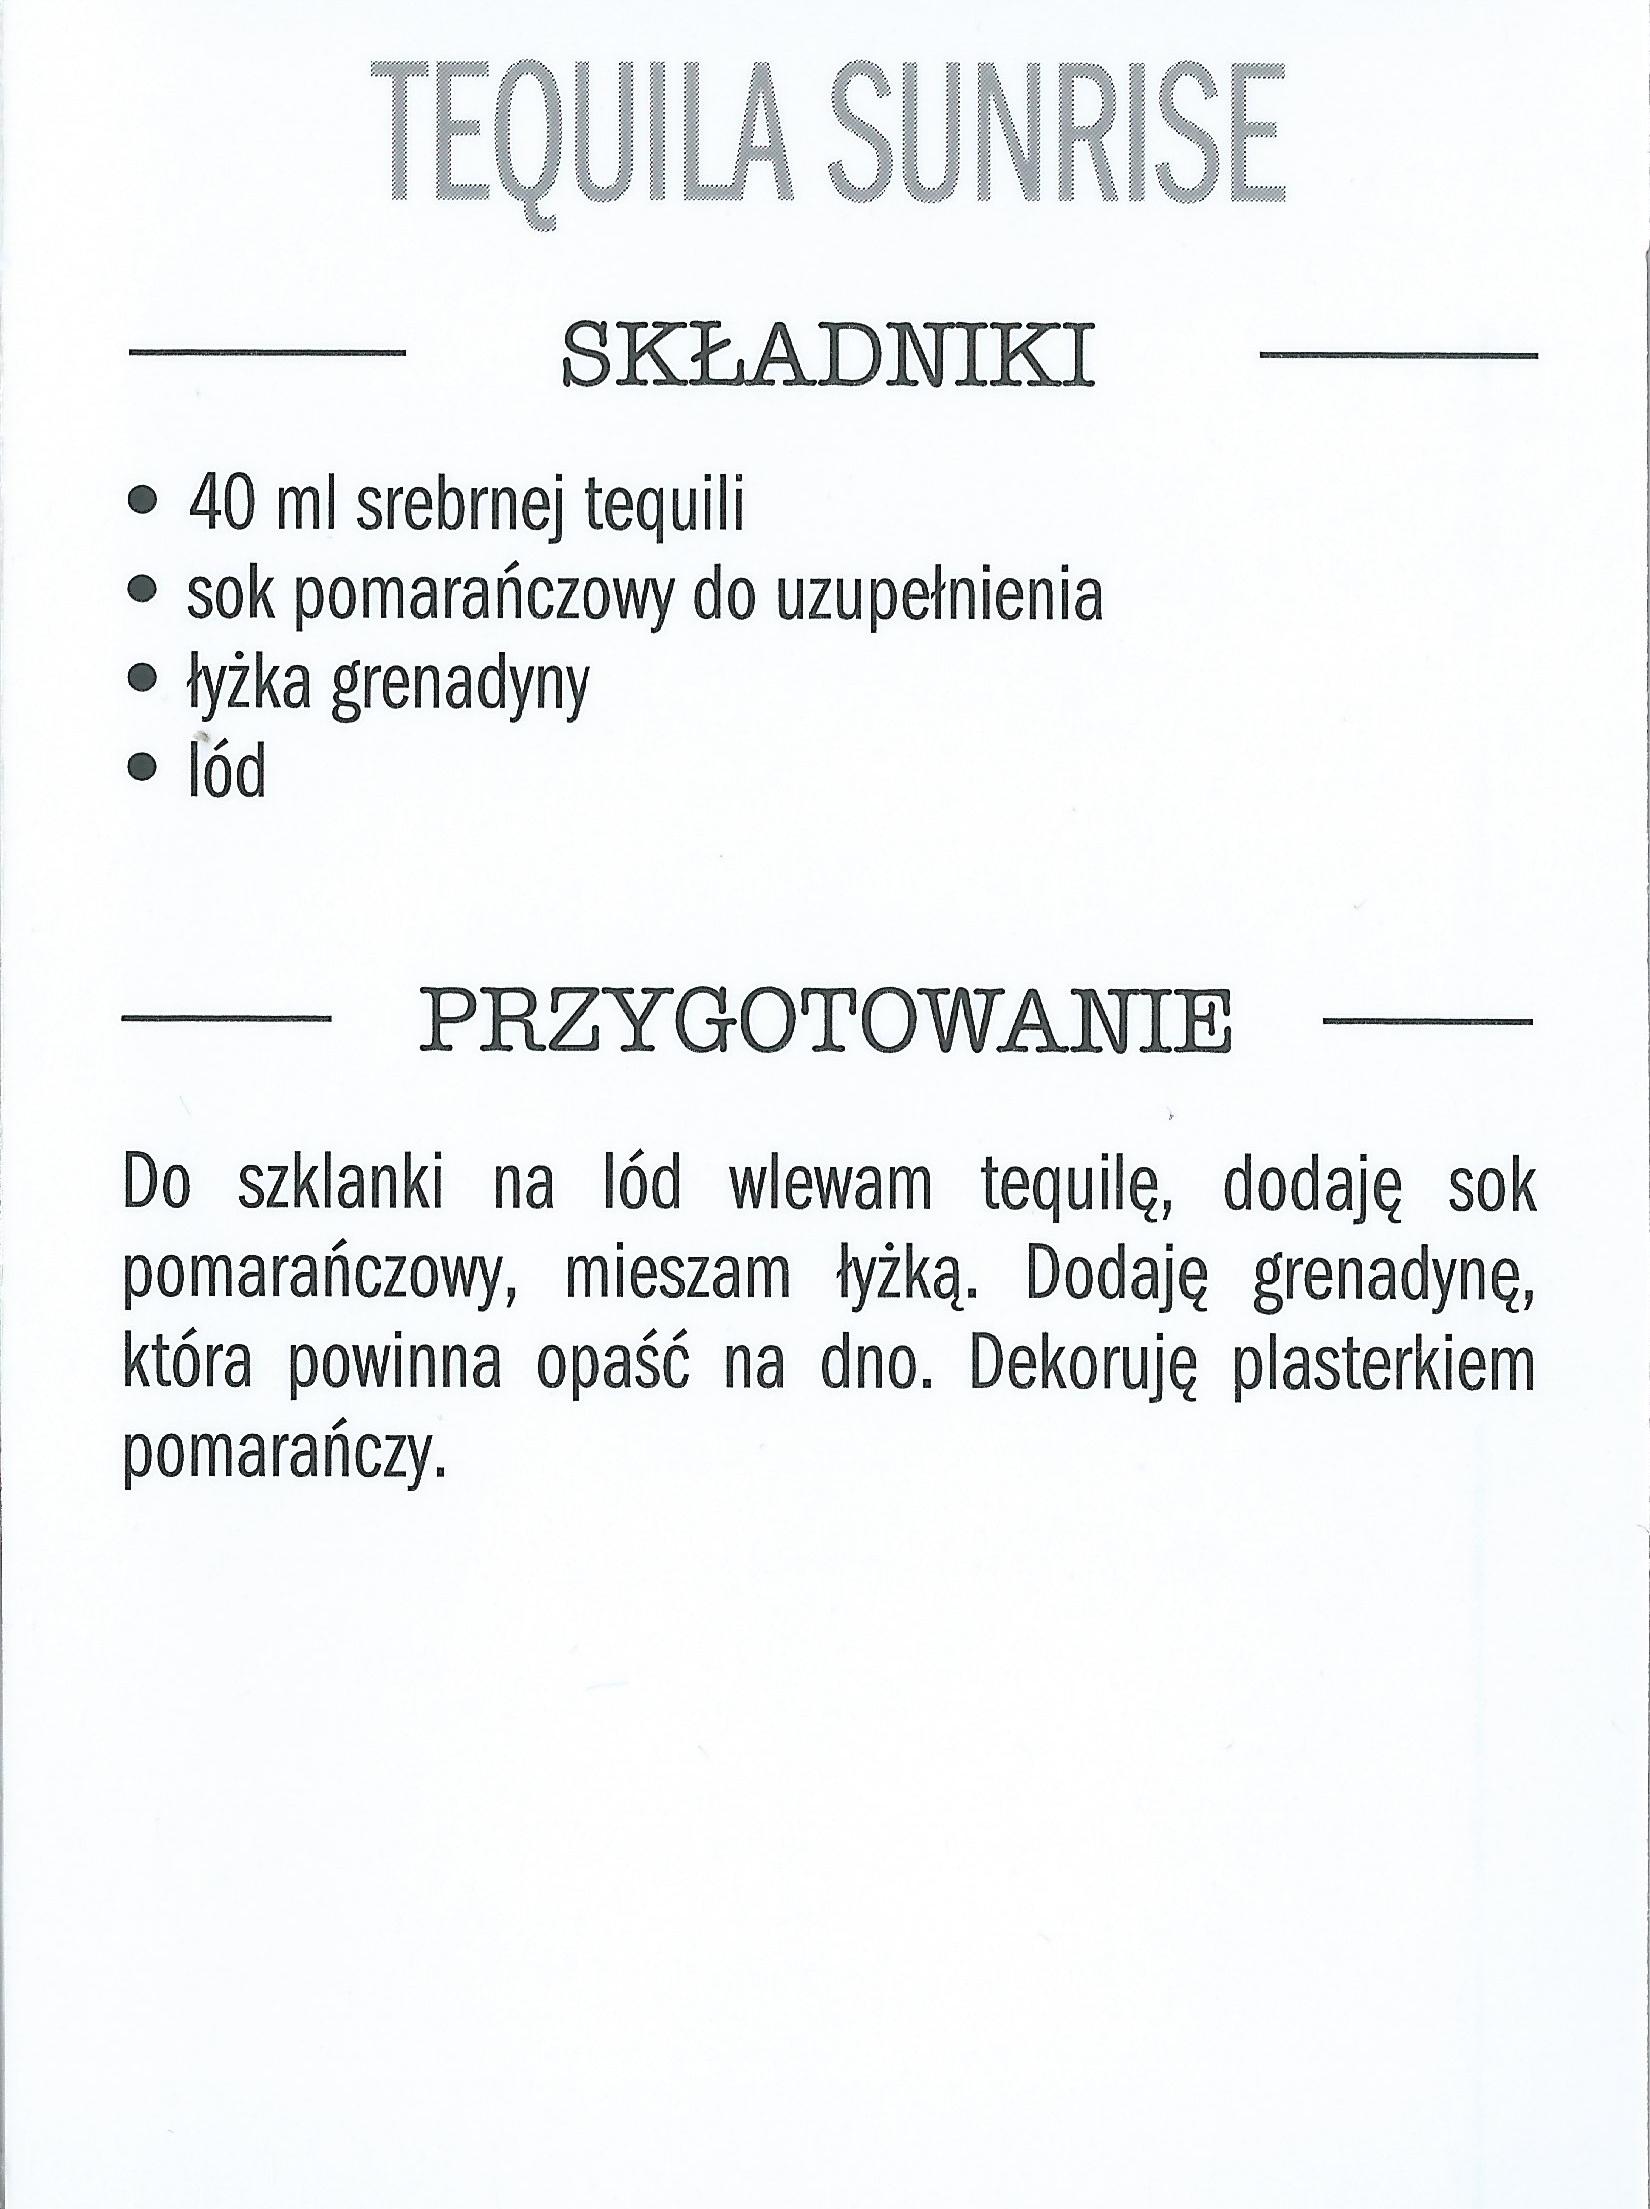 TEQUILA SUNRISE
SKŁADNIKI
• 40 ml srebrnej tequili
• sok pomarańczowy do uzupełnienia
• łyżka grenadyny
• lód
PRZYGOTOWANIE
Do szklanki na lód wlewam tequilę, dodaję sok
pomarańczowy, mieszam łyżką. Dodaję grenadynę,
która powinna opaść na dno. Dekoruję plasterkiem
pomarańczy.